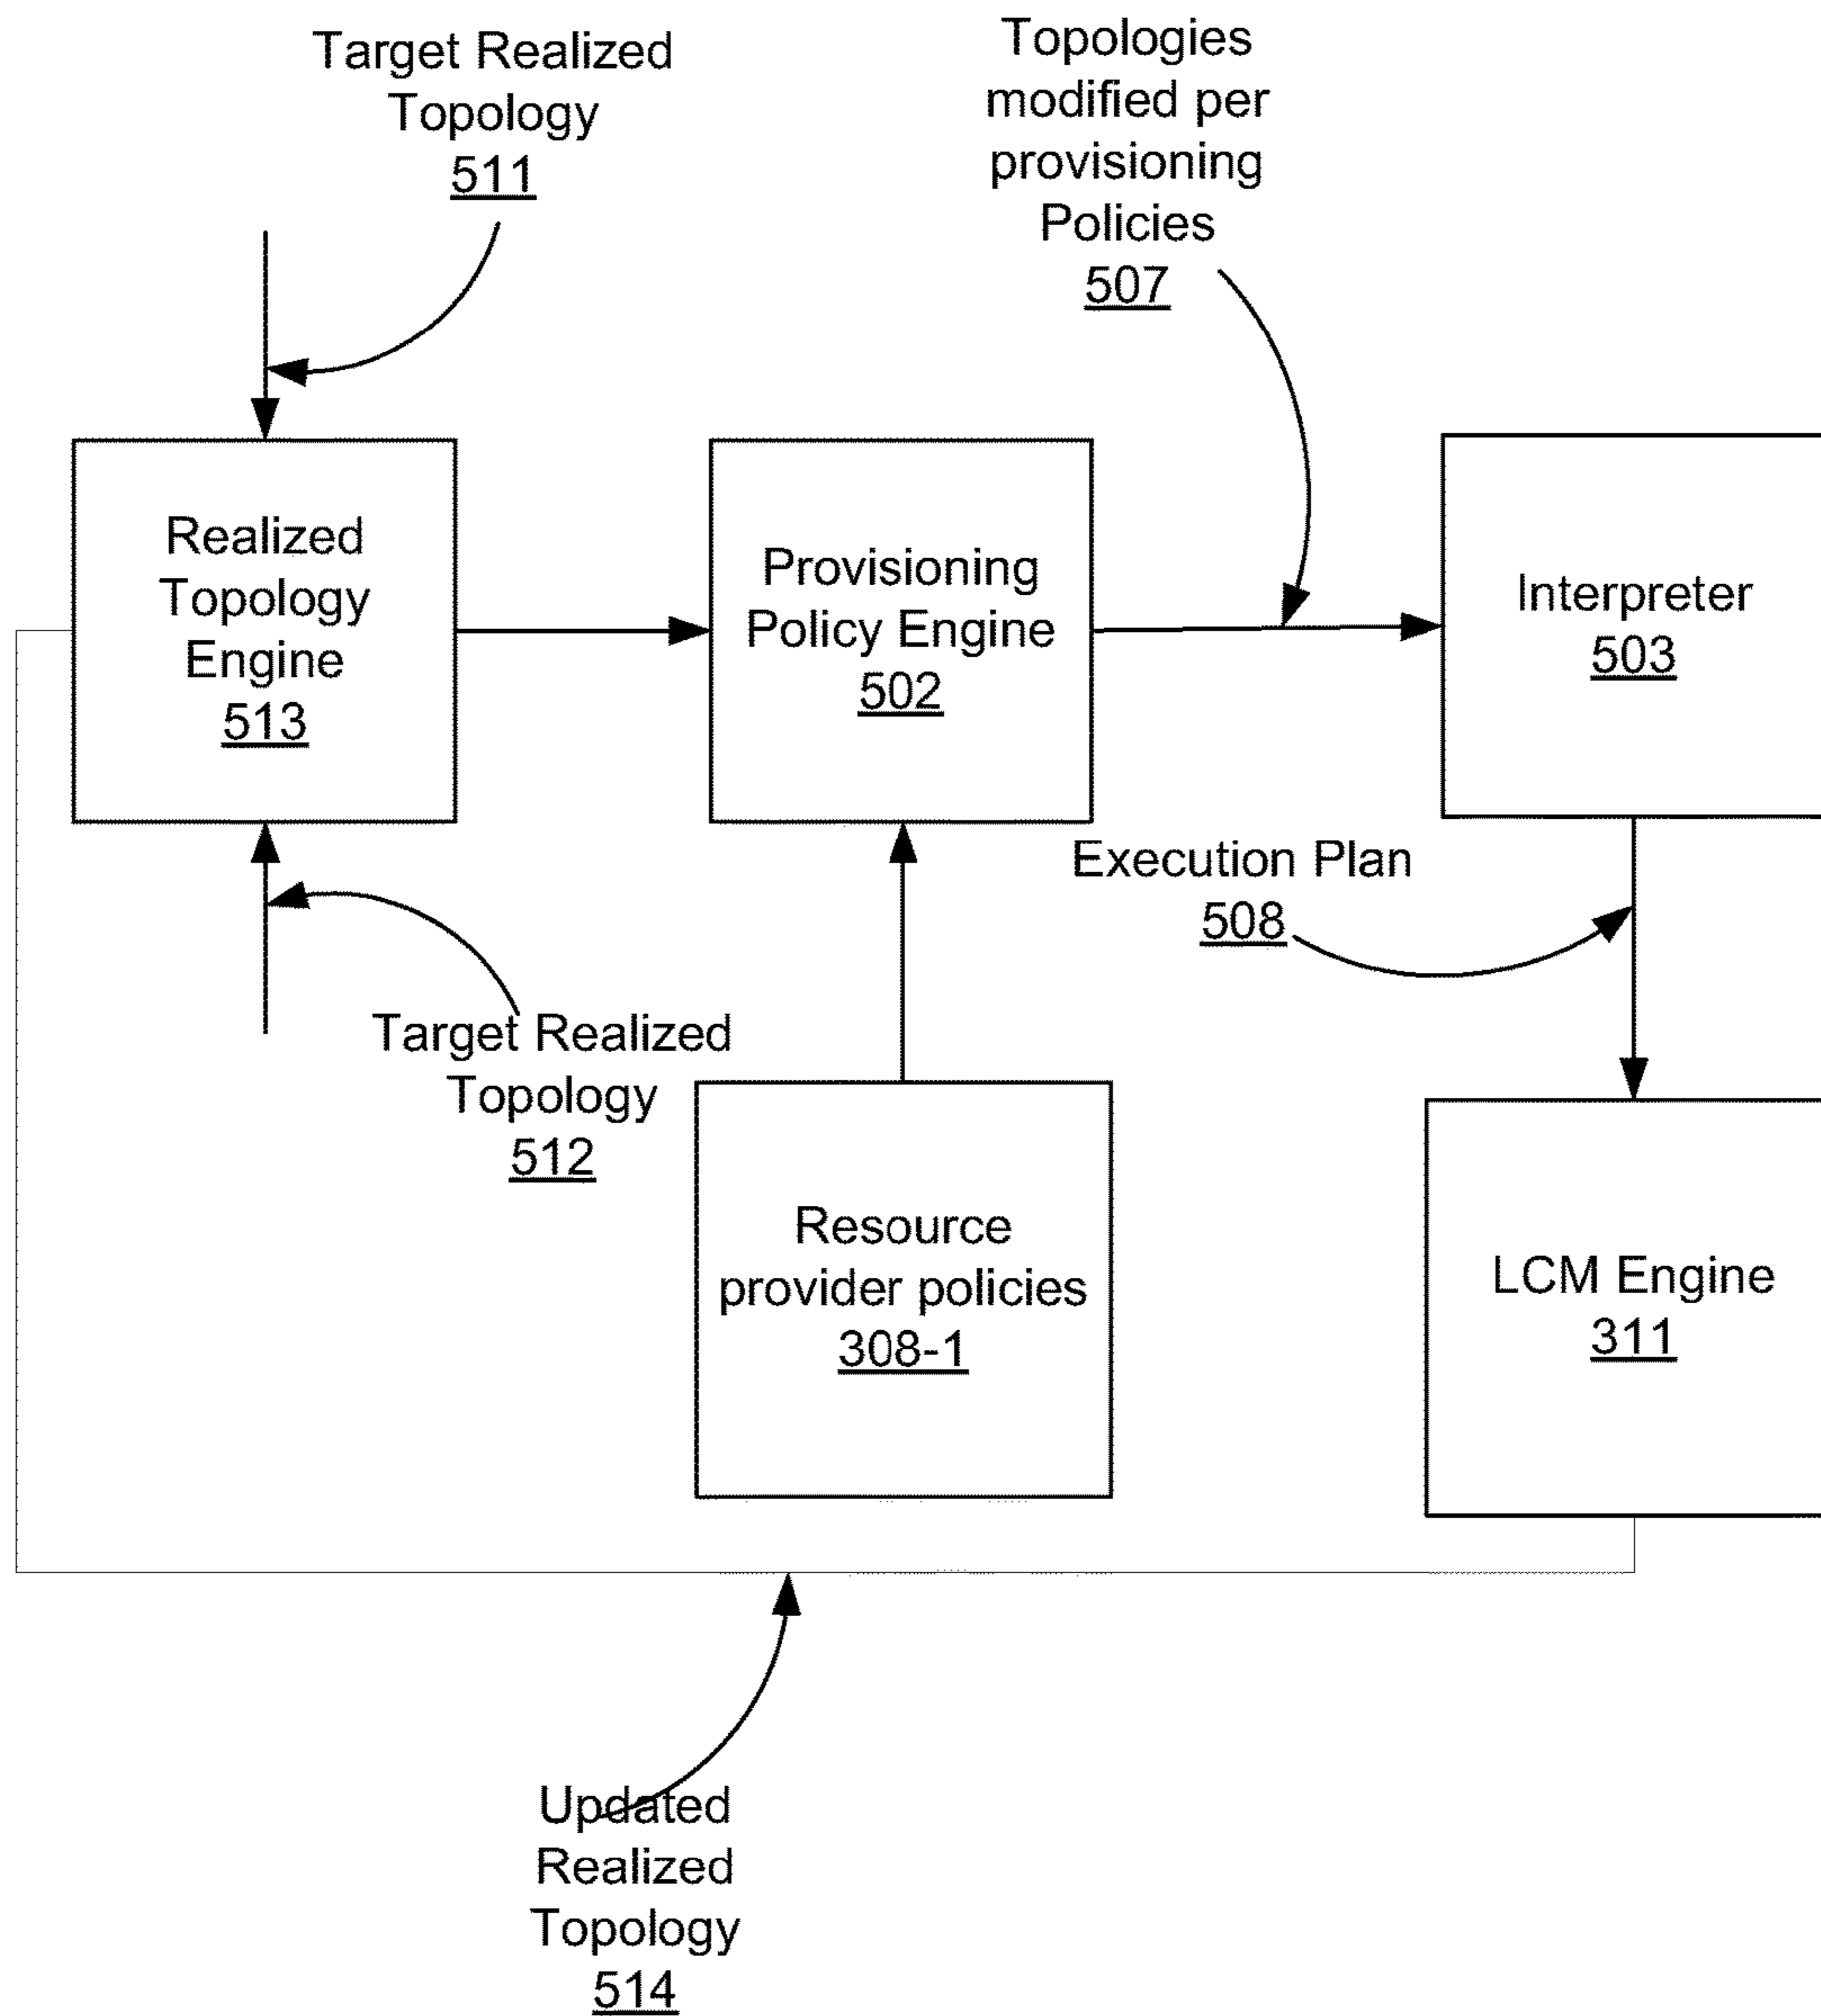 Target Realized
Topology
511
Topologies
modified per
provisioning
Policies
507
Realized
Topology
Engine
513
Provisioning
Policy Engine
502
Interpreter
503
Execution Plan
508
Target Realized
Topology
512
Resource
provider policies
308-1
LCM Engine
311
Updated
Realized
Topology
514